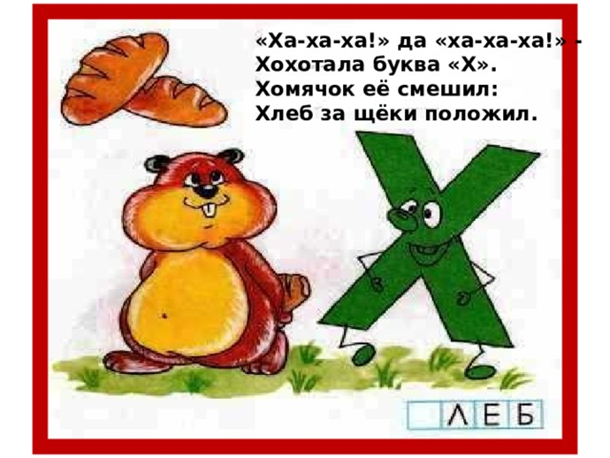 «Ха-ха-ха!» да «ха-ха-ха!» -
Хохотала буква «Х».
Хомячок её смешил:
Хлеб за щёки положил.
Х
ЛЕБ